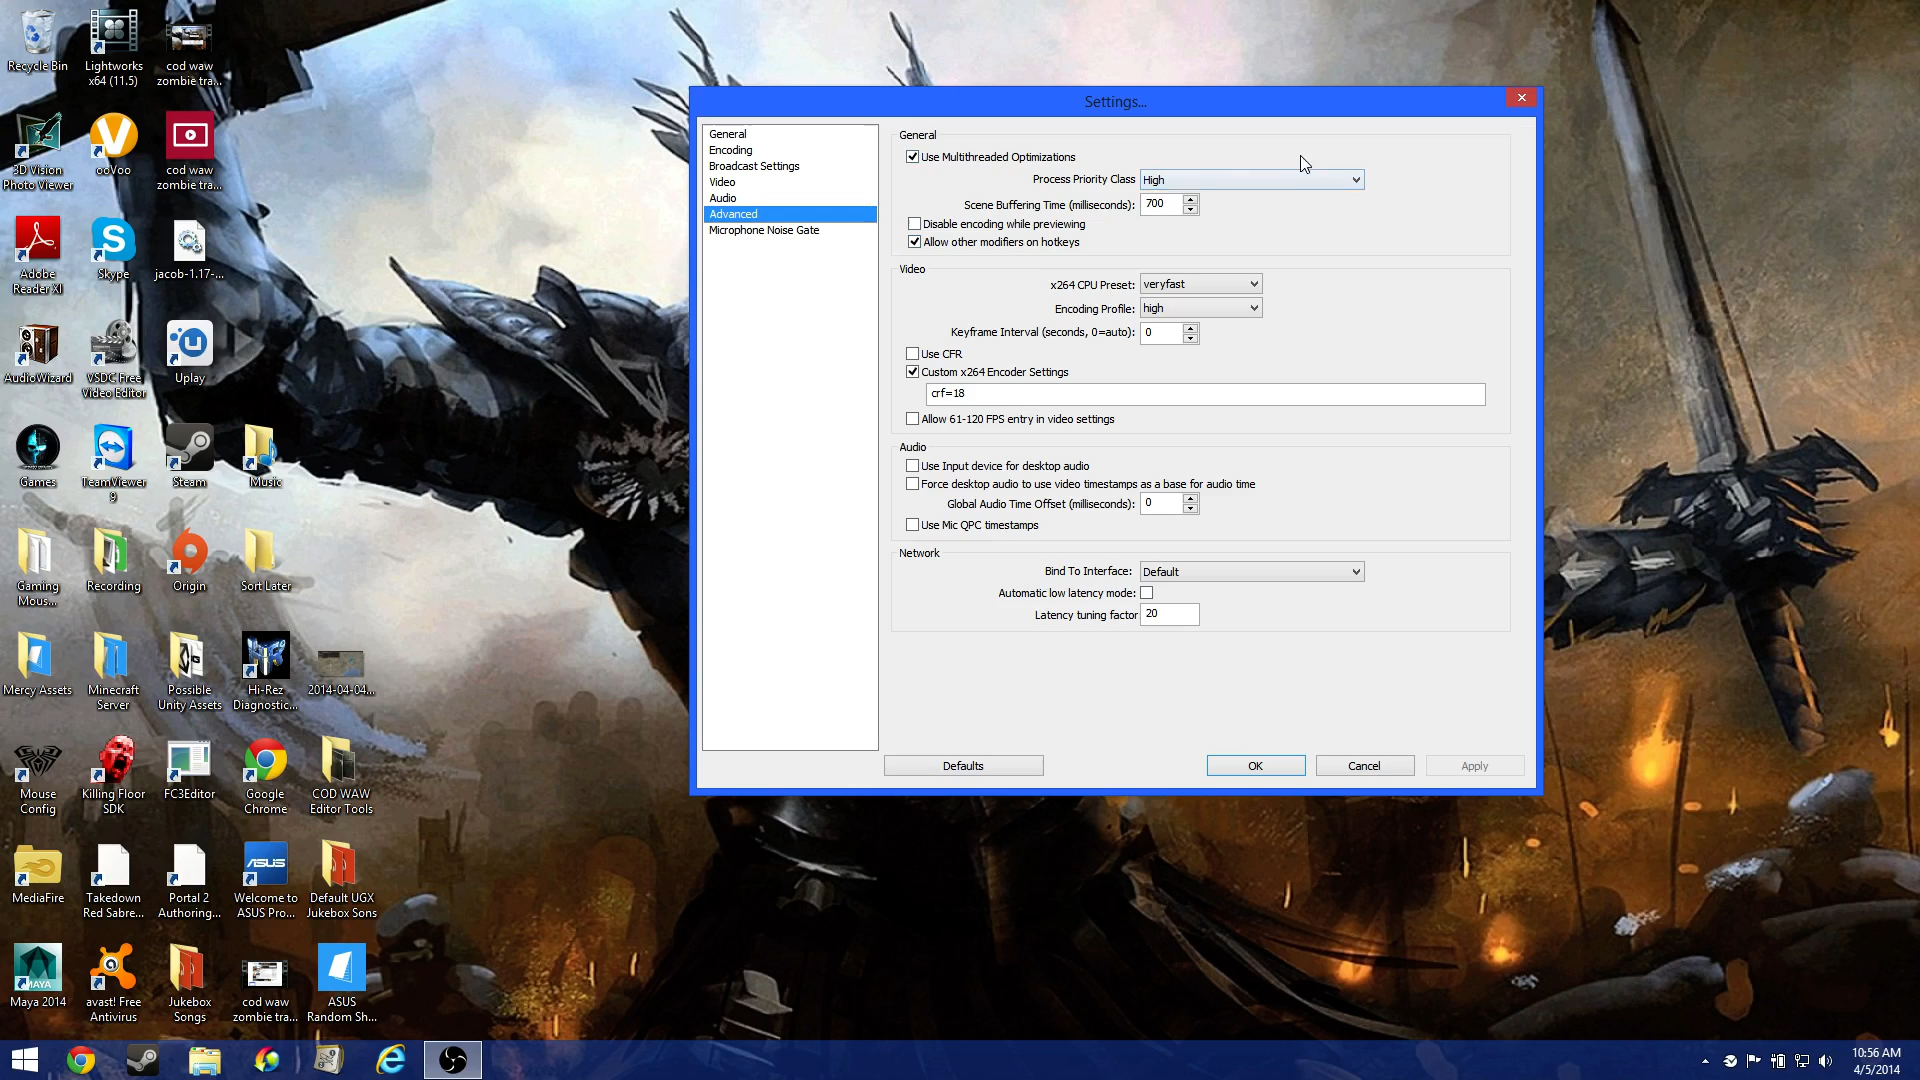 Recycle Bin
Lightworks
x64 (11.5)
cod waw
zombie tra...
3D Vision
Photo Viewer
ooVoo
cod waw
zombie tra...
Adobe
Reader XI
Skype
jacob-1.17-...
AudioWizard
VSDC Free
Video Editor
Uplay
Games
TeamViewer
9
Steam
Music
Gaming
Mous...
Recording
Origin
Sort Later
Mercy Assets
Minecraft
Server
Possible
Unity Assets
Hi-Rez
Diagnostic...
2014-04-04...
Mouse
Config
Killing Floor
SDK
FC3Editor
Google
Chrome
COD WAW
Editor Tools
MediaFire
Takedown
Red Sabre...
Portal 2
Authoring...
Welcome to
ASUS Pro...
Default UGX
Jukebox Sons
Maya 2014
avast! Free
Antivirus
Jukebox
Songs
cod waw
zombie tra...
ASUS
Random Sh...
Settings...
General
Encoding
Broadcast Settings
Video
Audio
Advanced
Microphone Noise Gate
General
Use Multithreaded Optimizations
Process Priority Class High
Scene Buffering Time (milliseconds): 700
Disable encoding while previewing
Allow other modifiers on hotkeys
Video
x264 CPU Preset: veryfast
Encoding Profile: high
Keyframe Interval (seconds, 0=auto): 0
Use CFR
Custom x264 Encoder Settings
crf=18
Allow 61-120 FPS entry in video settings
Audio
Use Input device for desktop audio
Force desktop audio to use video timestamps as a base for audio time
Global Audio Time Offset (milliseconds): 0
Use Mic QPC timestamps
Network
Bind To Interface: Default
Automatic low latency mode:
Latency tuning factor 20
Defaults
OK
Cancel
Apply
10:56 AM
4/5/2014